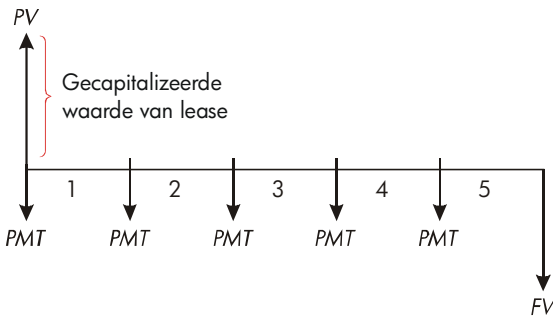 PV
Gecapitalizeerde
waarde van lease
1 2 3 4 5
PMT PMT PMT PMT PMT
FV